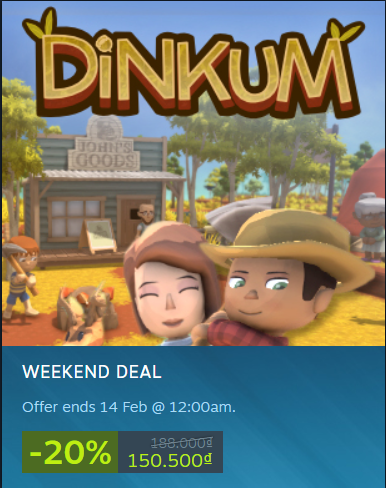 DINKUM
JOHN'S
GOODS
WEEKEND DEAL
Offer ends 14 Feb @ 12:00am.
-20%
188.000₫
150.500₫